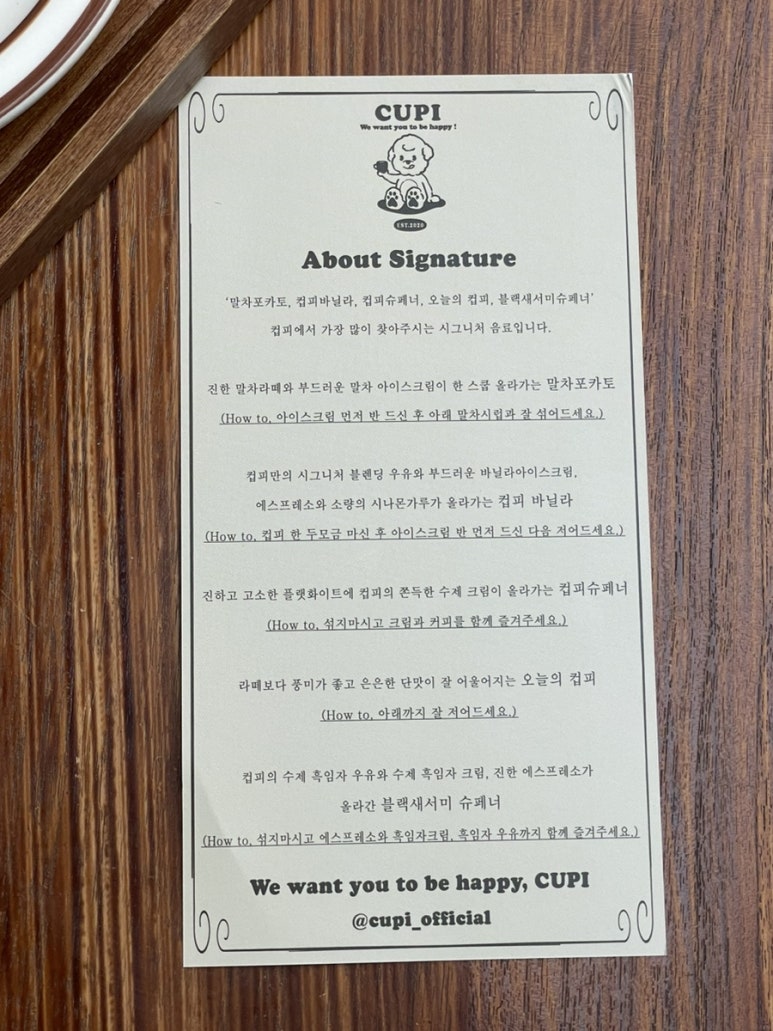 CUPI
We want you to be happy !
EST.2020
About Signature
'말차포카토, 컵피바닐라, 컵피슈페너, 오늘의 컵피, 블랙새서미슈페너'
컵피에서 가장 많이 찾아주시는 시그니처 음료입니다.
진한 말차라떼와 부드러운 말차 아이스크림이 한 스쿱 올라가는 말차포카토
(How to, 아이스크림 먼저 반 드신 후 아래 말차시럽과 잘 섞어드세요.)
컵피만의 시그니처 블렌딩 우유와 부드러운 바닐라아이스크림,
에스프레소와 소량의 시나몬가루가 올라가는 컵피 바닐라
(How to, 컵피 한 두모금 마신 후 아이스크림 반 먼저 드신 다음 저어드세요.)
진하고 고소한 플랫화이트에 컵피의 쫀득한 수제 크림이 올라가는 컵피슈페너
(How to, 섞지마시고 크림과 커피를 함께 즐겨주세요.)
라떼보다 풍미가 좋고 은은한 단맛이 잘 어울어지는 오늘의 컵피
(How to, 아래까지 잘 저어드세요.)
컵피의 수제 흑임자 우유와 수제 흑임자 크림, 진한 에스프레소가
올라간 블랙새서미 슈페너
(How to, 섞지마시고 에스프레소와 흑임자크림, 흑임자 우유까지 함께 즐겨주세요.)
We want you to be happy, CUPI
@cupi_official